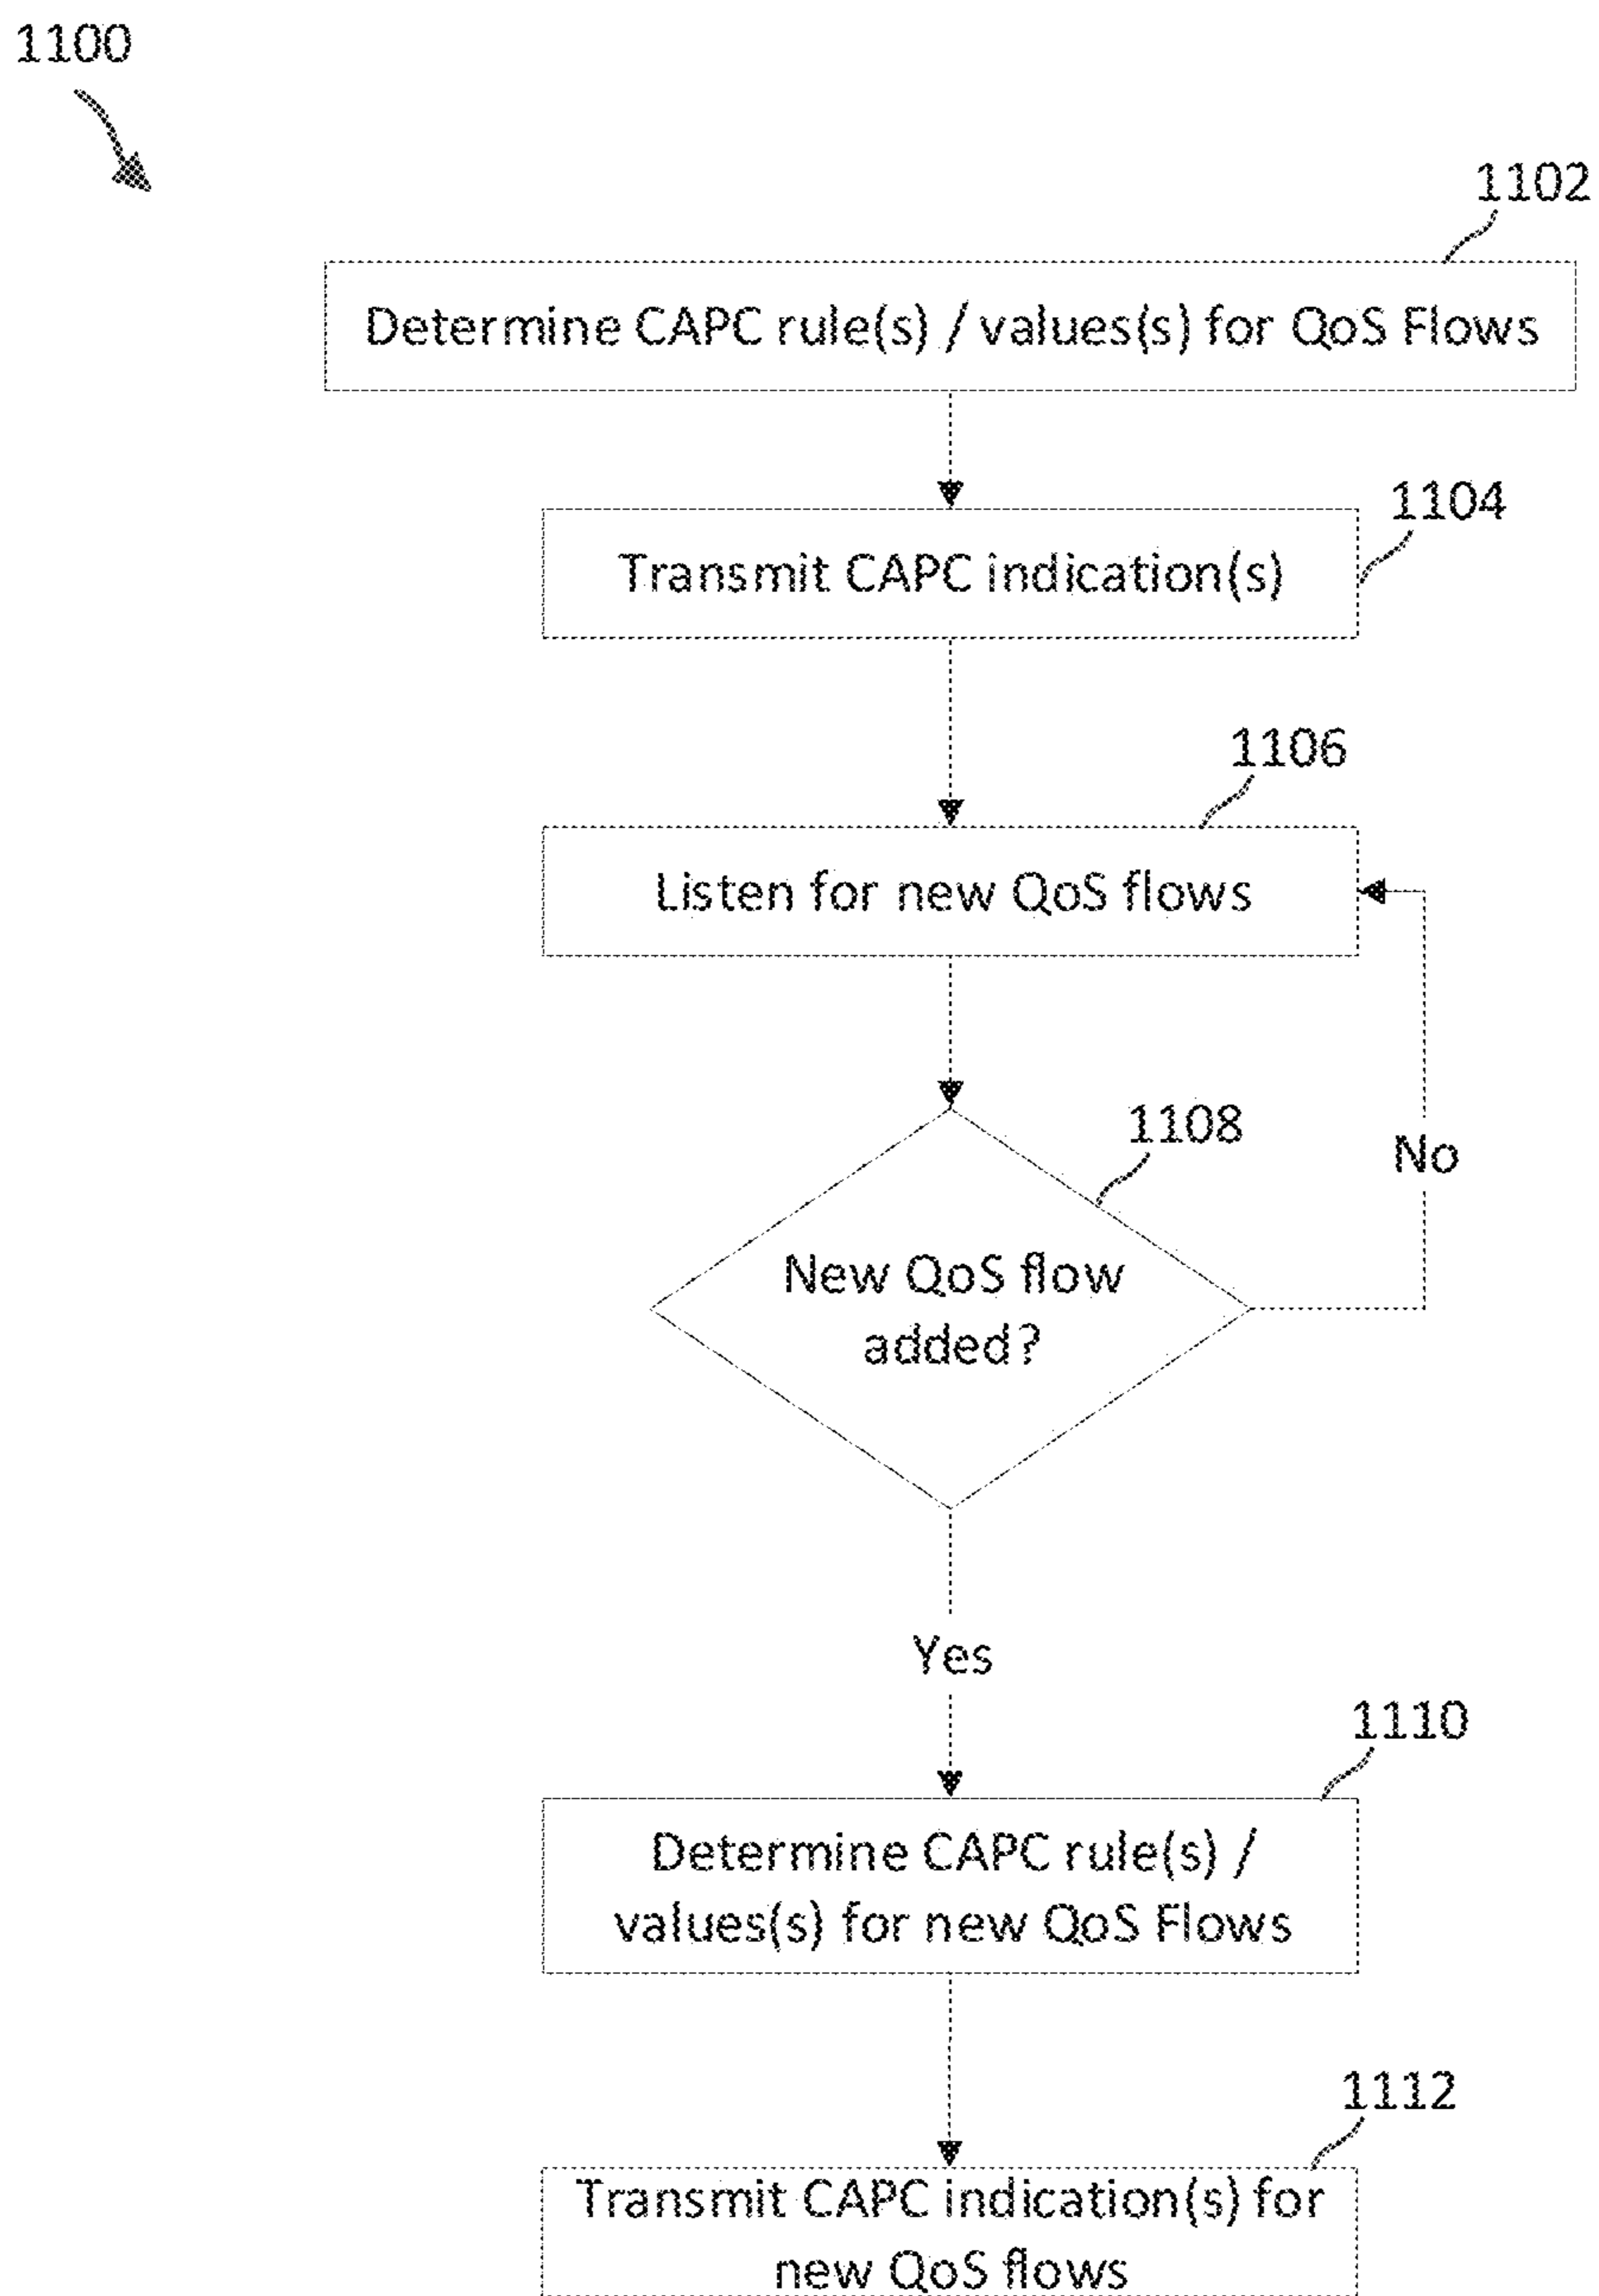 1100
1102
Determine CAPC rule(s) / values(s) for QoS Flows
1104
Transmit CAPC indication(s)
1106
Listen for new QoS flows
1108
No
New QoS flow
added?
Yes
1110
Determine CAPC rule(s) /
values(s) for new QoS Flows
1112
Transmit CAPC indication(s) for
new QoS flows